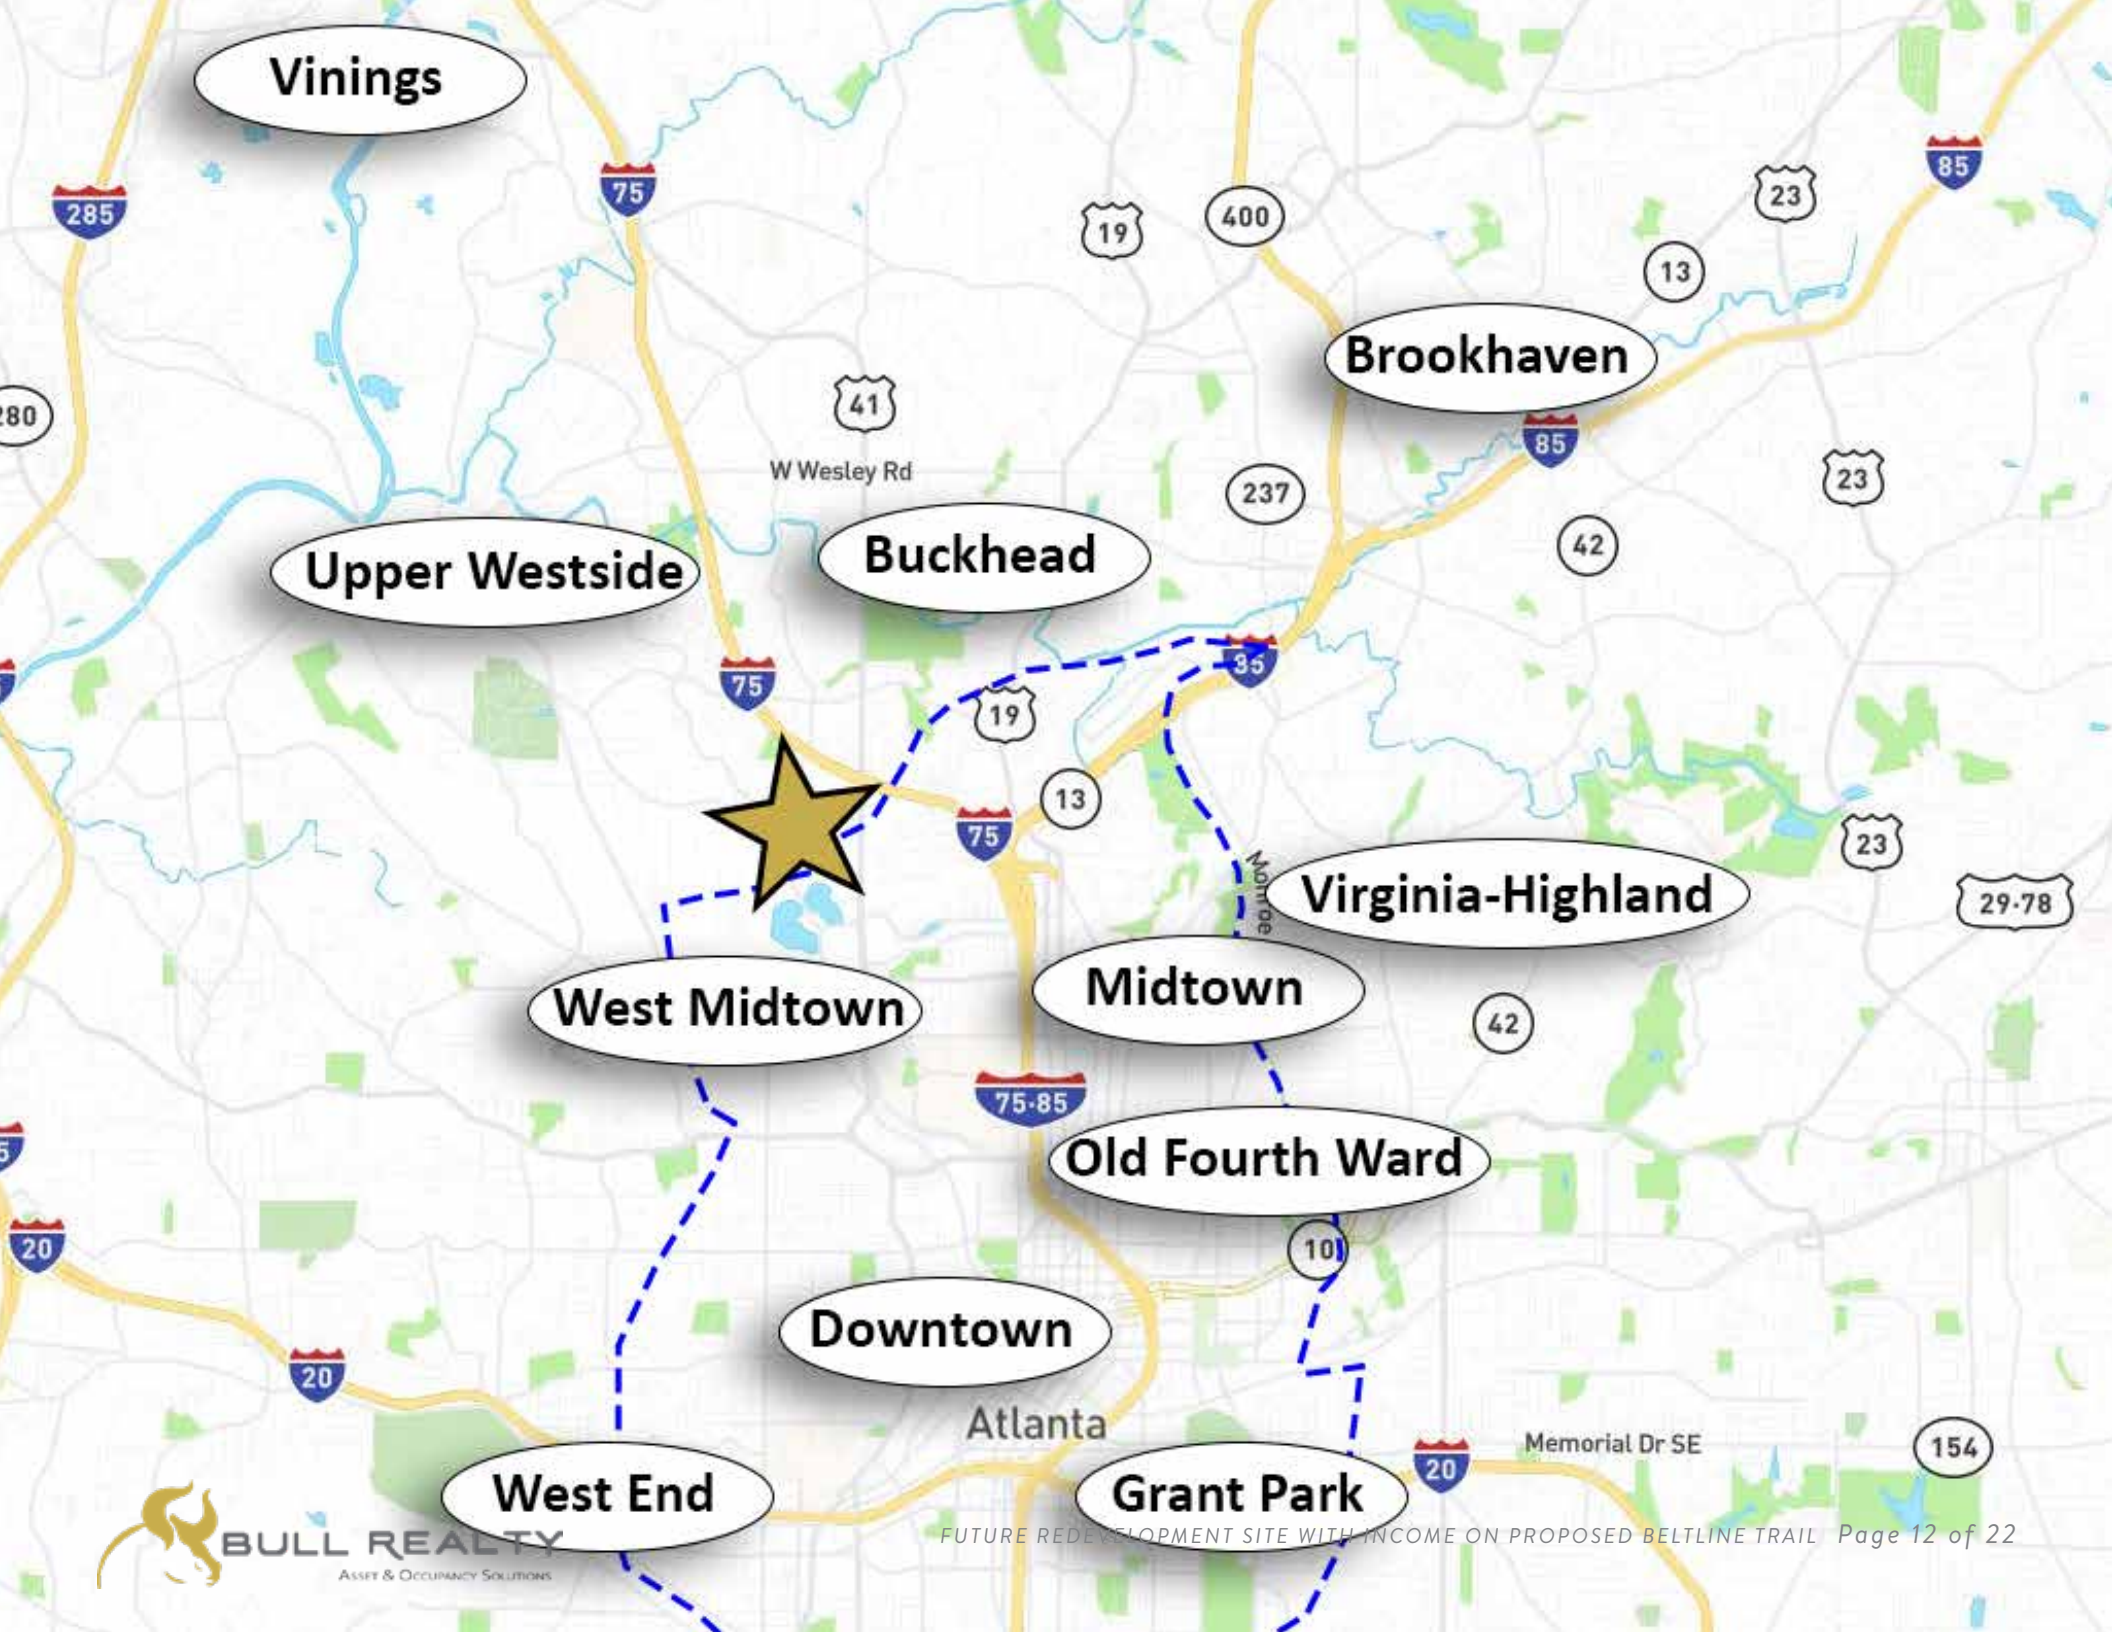 Vinings
285
75
19
400
23
85
13
Brookhaven
280
41
85
W Wesley Rd
237
23
Upper Westside
Buckhead
42
75
85
19
13
75
23
Monroe
Virginia-Highland
29·78
West Midtown
Midtown
42
75·85
Old Fourth Ward
20
10
Downtown
20
Atlanta
Memorial Dr SE
154
West End
Grant Park
20
BULL REALTY
ASSET & OCCUPANCY SOLUTIONS
FUTURE REDEVELOPMENT SITE WITH INCOME ON PROPOSED BELTLINE TRAIL Page 12 of 22